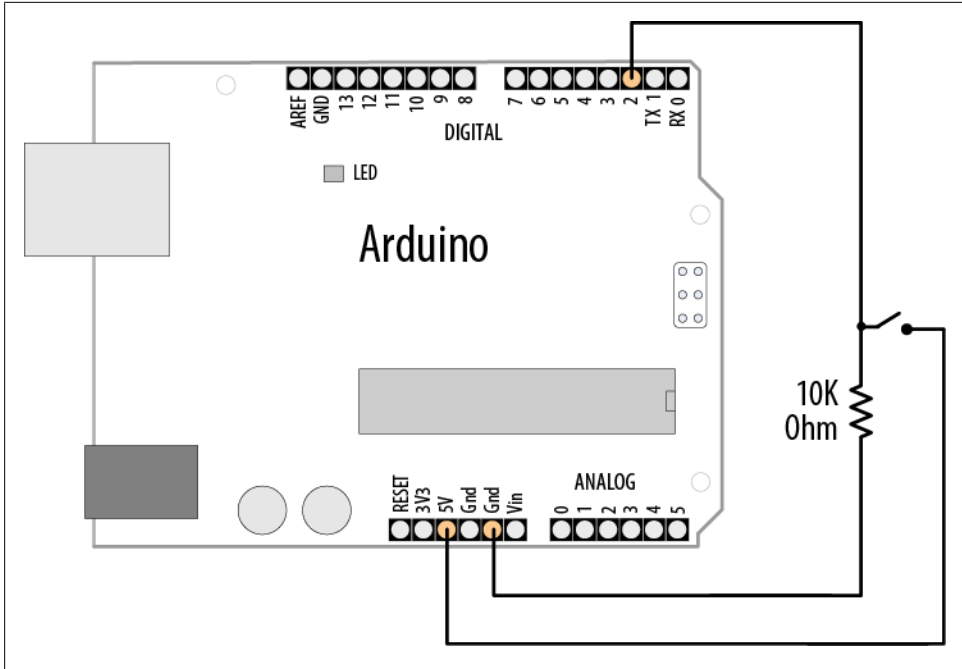 AREF
GND
13
12
11
10
9
8
7
6
5
4
3
2
TX 1
RX 0
DIGITAL
LED
Arduino
10K
Ohm
RESET
3V3
5V
Gnd
Gnd
Vin
ANALOG
0
1
2
3
4
5